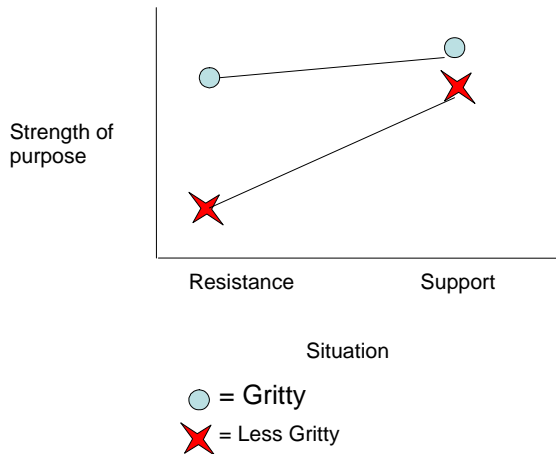 Strength of
purpose
Resistance
Support
Situation
= Gritty
= Less Gritty